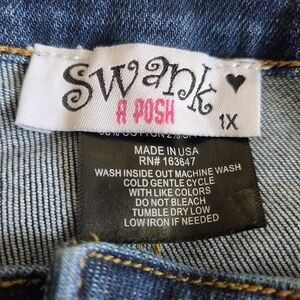 Swank
A POSH
1X
MADE IN USA
RN# 163647
WASH INSIDE OUT MACHINE WASH
COLD GENTLE CYCLE
WITH LIKE COLORS
DO NOT BLEACH
TUMBLE DRY LOW
LOW IRON IF NEEDED